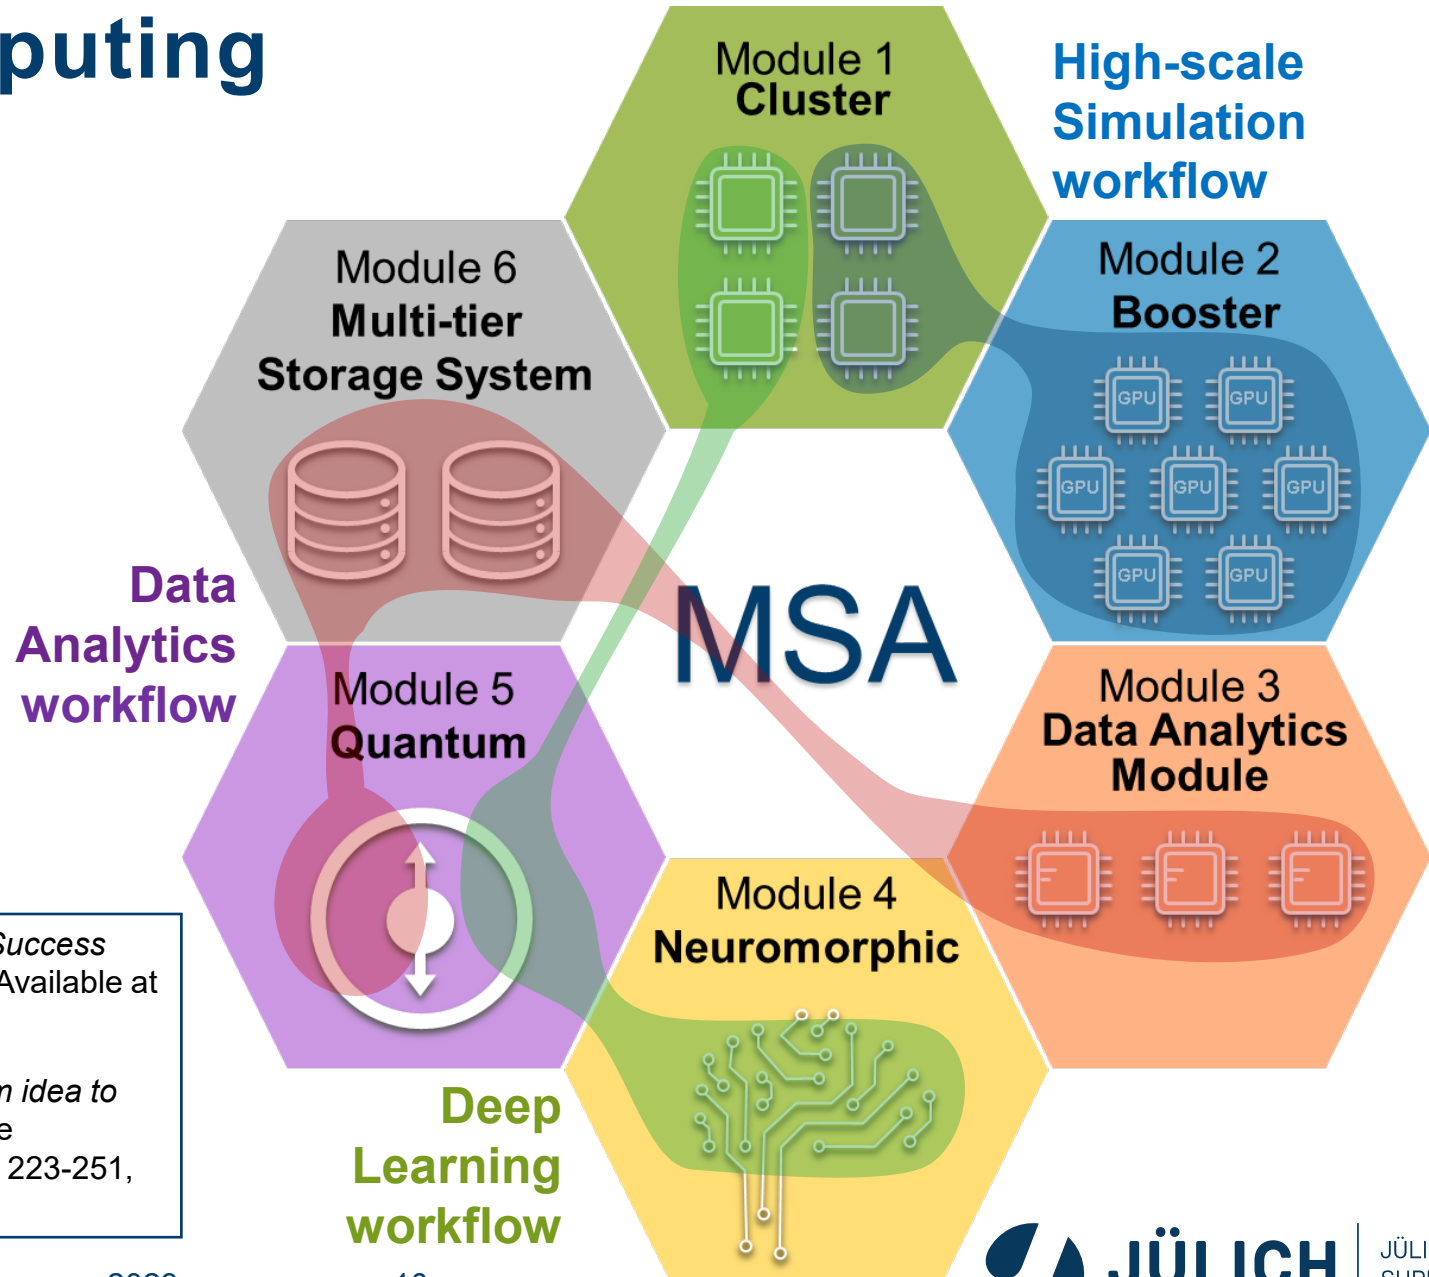 puting
Module 1
Cluster
High-scale
Simulation
workflow
Module 6
Multi-tier
Storage System
Module 2
Booster
GPU GPU
GPU GPU GPU
GPU GPU
Data
Analytics
workflow
MSA
Module 5
Quantum
Module 3
Data Analytics
Module
Module 4
Neuromorphic
Success
Available at
idea to
223-251,
Deep
Learning
workflow
JÜLICH